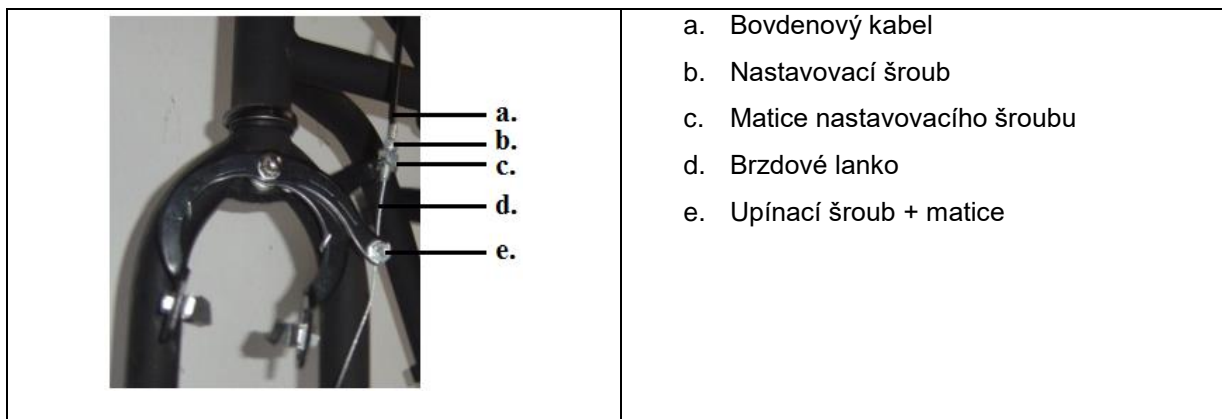 a.
b.
c.
d.
e.
a. Bovdenový kabel
b. Nastavovací šroub
c. Matice nastavovacího šroubu
d. Brzdové lanko
e. Upínací šroub + matice